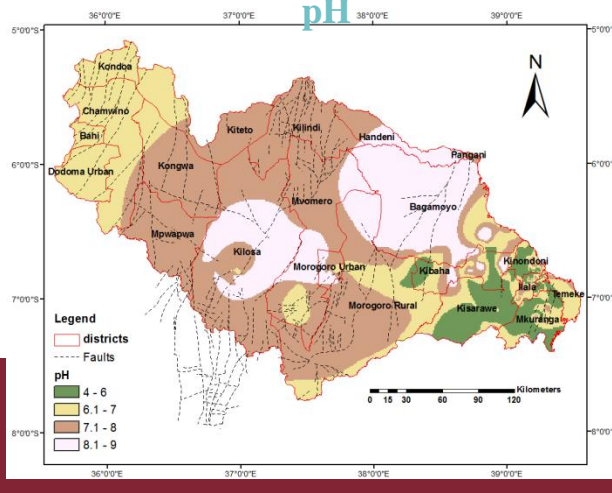 pH
36°0'0"E 37°0'0"E 38°0'0"E 39°0'0"E
5°0'0"S 5°0'0"S
N
Kondoa
Chamwino
Kiteto
Kilindi
Handeni
Bahi
Pangani
6°0'0"S 6°0'0"S
Dodoma Urban
Kongwa
Mvomero
Bagamoyo
Mpwapwa
Kilosa
Morogoro Urban
Kibaha
Kinondoni
Ilala
Temeke
7°0'0"S 7°0'0"S
Morogoro Rural
Kisarawe
Mkuranga
Legend
districts
Faults
pH
4 - 6
6.1 - 7
7.1 - 8
8.1 - 9
Kilometers
0 15 30 60 90 120
8°0'0"S 8°0'0"S
36°0'0"E 37°0'0"E 38°0'0"E 39°0'0"E